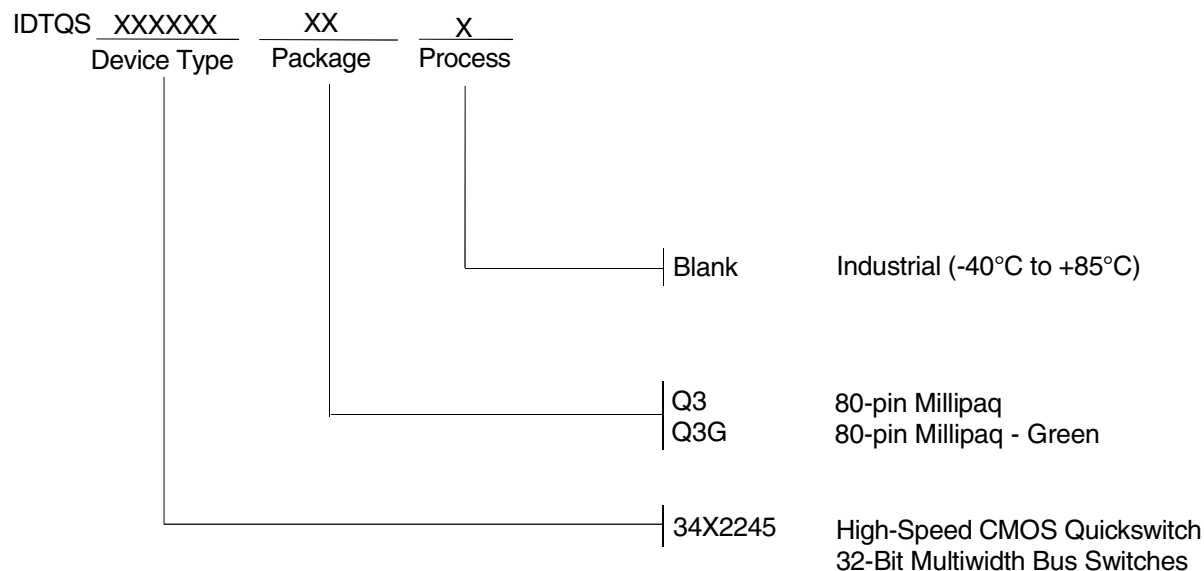 IDTQS XXXXXX XX X
Device Type Package Process
Blank Industrial (-40°C to +85°C)
Q3 80-pin Millipaq
Q3G 80-pin Millipaq - Green
34X2245 High-Speed CMOS Quickswitch
32-Bit Multiwidth Bus Switches